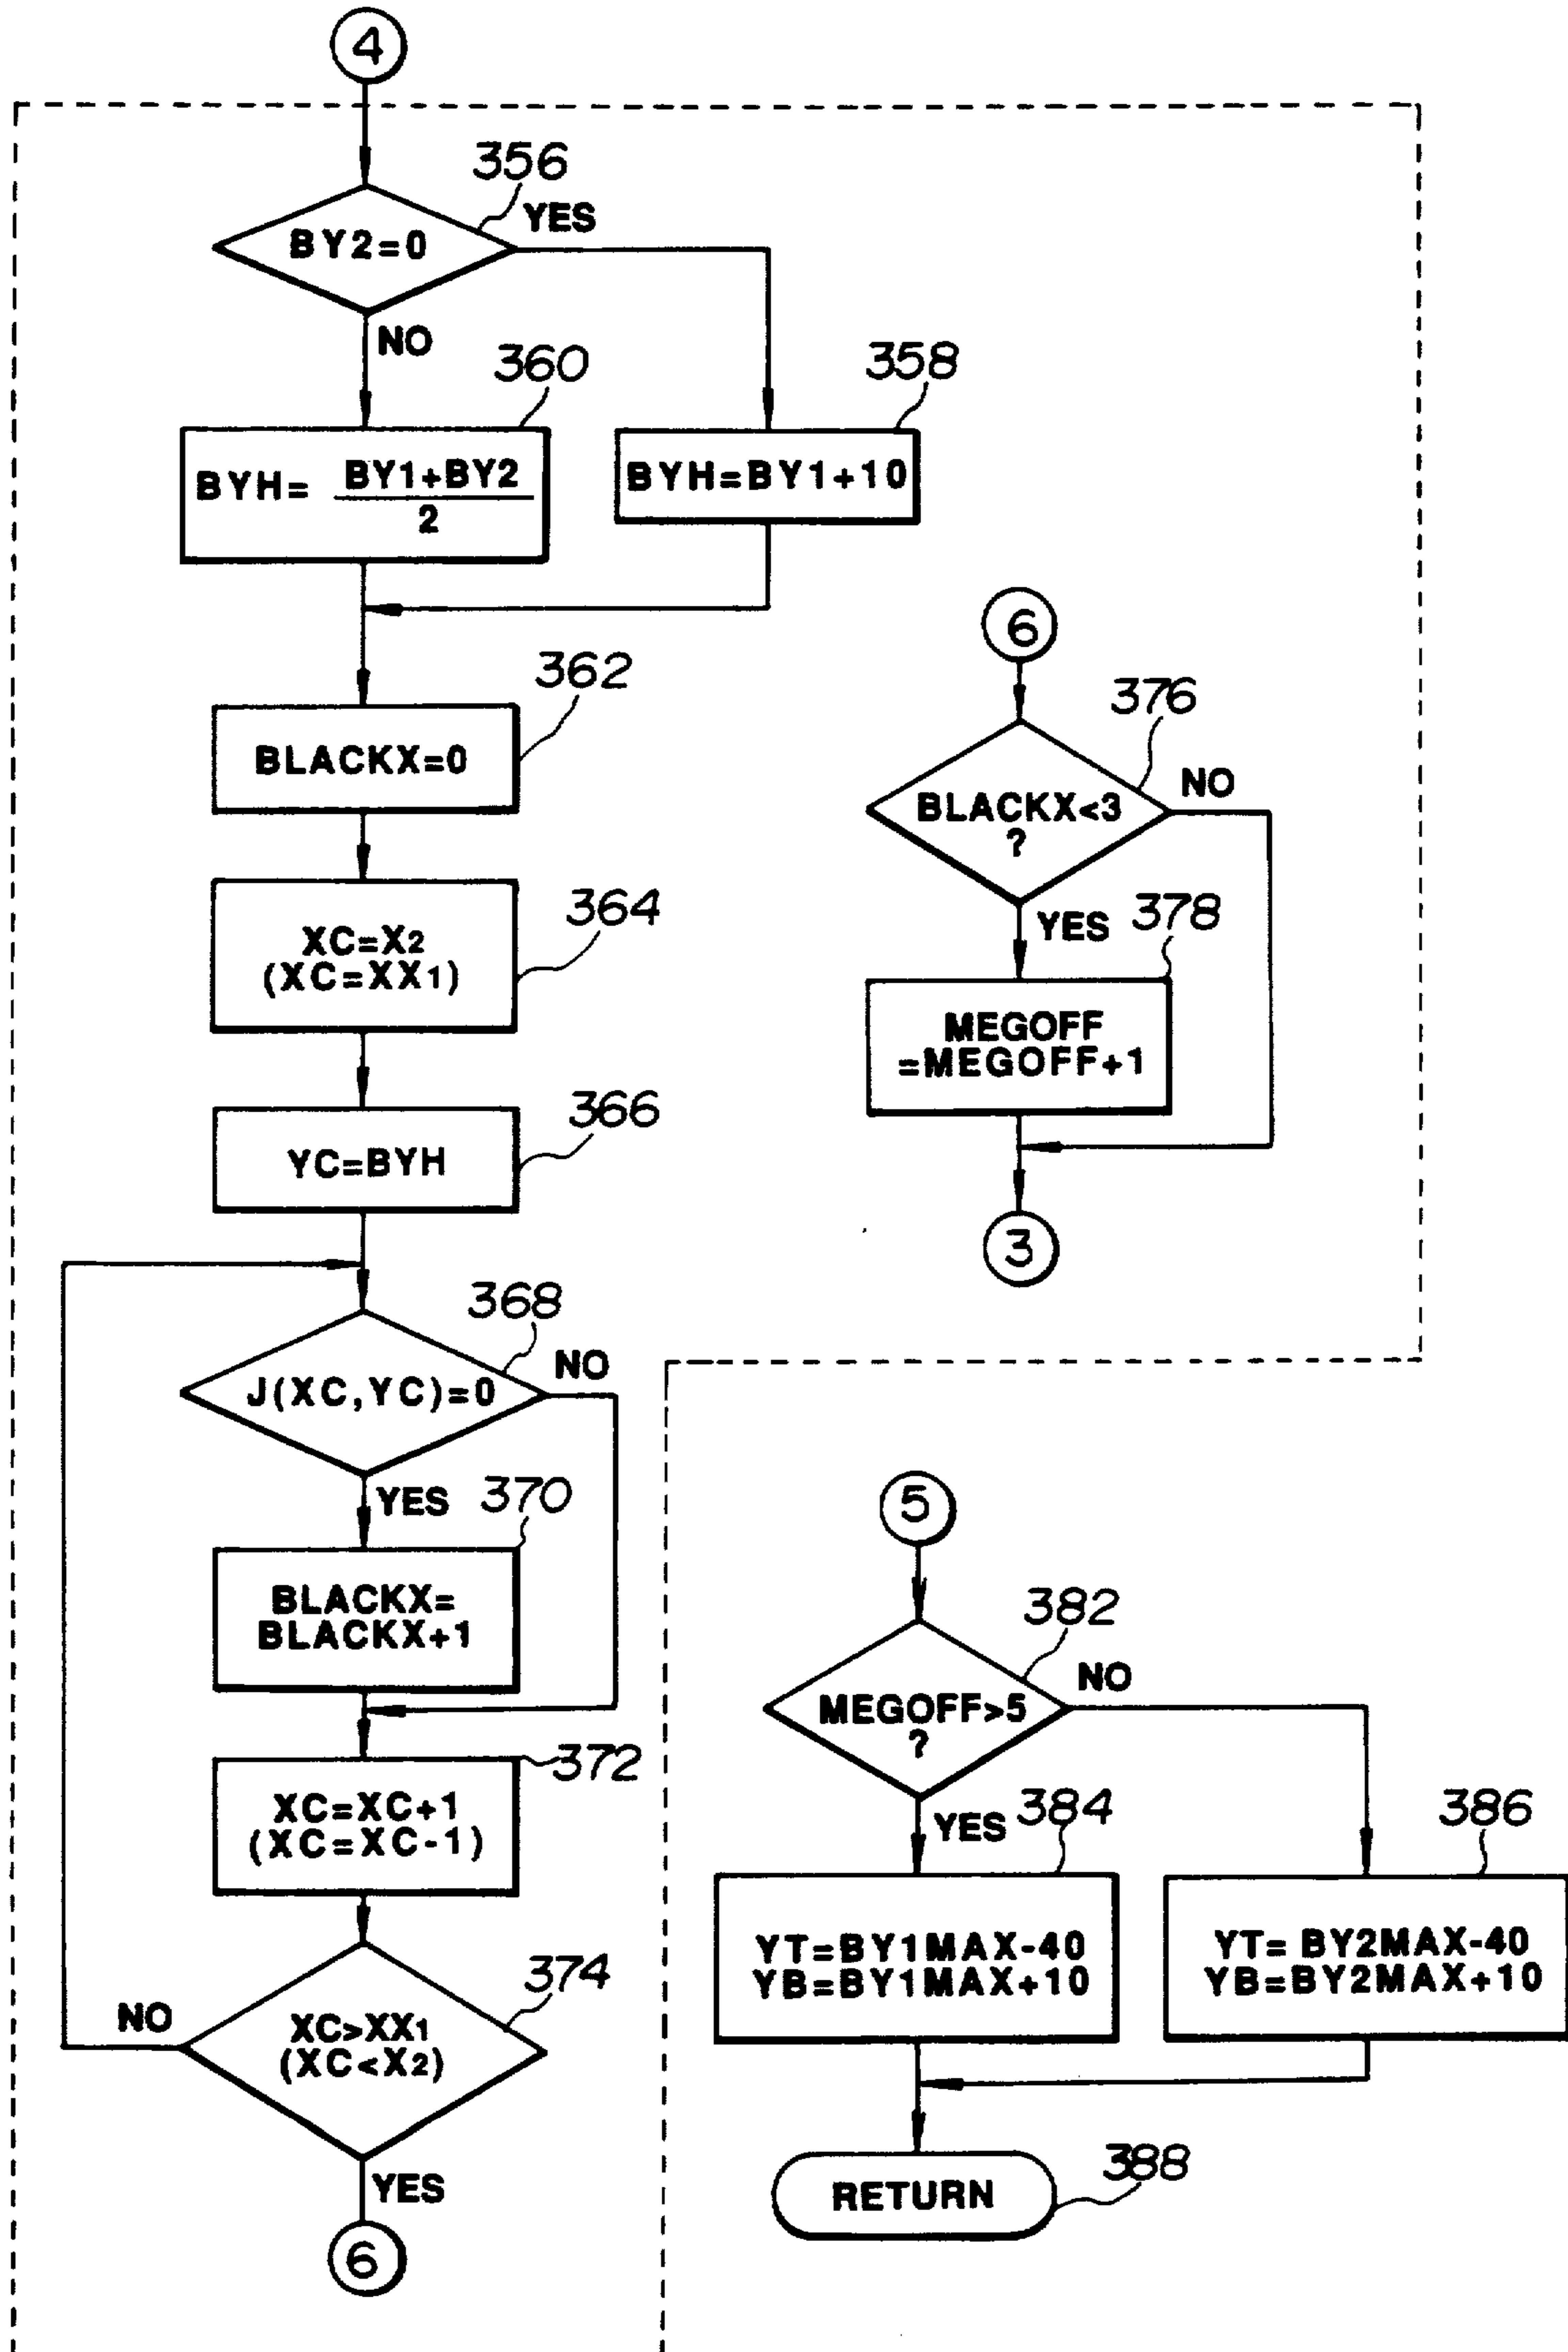 4
356
BY2=0
YES
NO
360
BYH= BY1+BY2
2
358
BYH=BY1+10
362
BLACKX=0
364
XC=X2
(XC=XX1)
366
YC=BYH
368
J(XC,YC)=0
NO
YES
370
BLACKX=
BLACKX+1
372
XC=XC+1
(XC=XC-1)
374
XC>XX1
(XC<X2)
NO
YES
6
6
376
BLACKX<3
?
NO
YES
378
MEGOFF
=MEGOFF+1
3
5
382
MEGOFF>5
?
NO
YES
384
YT=BY1MAX-40
YB=BY1MAX+10
386
YT= BY2MAX-40
YB=BY2MAX+10
RETURN
388